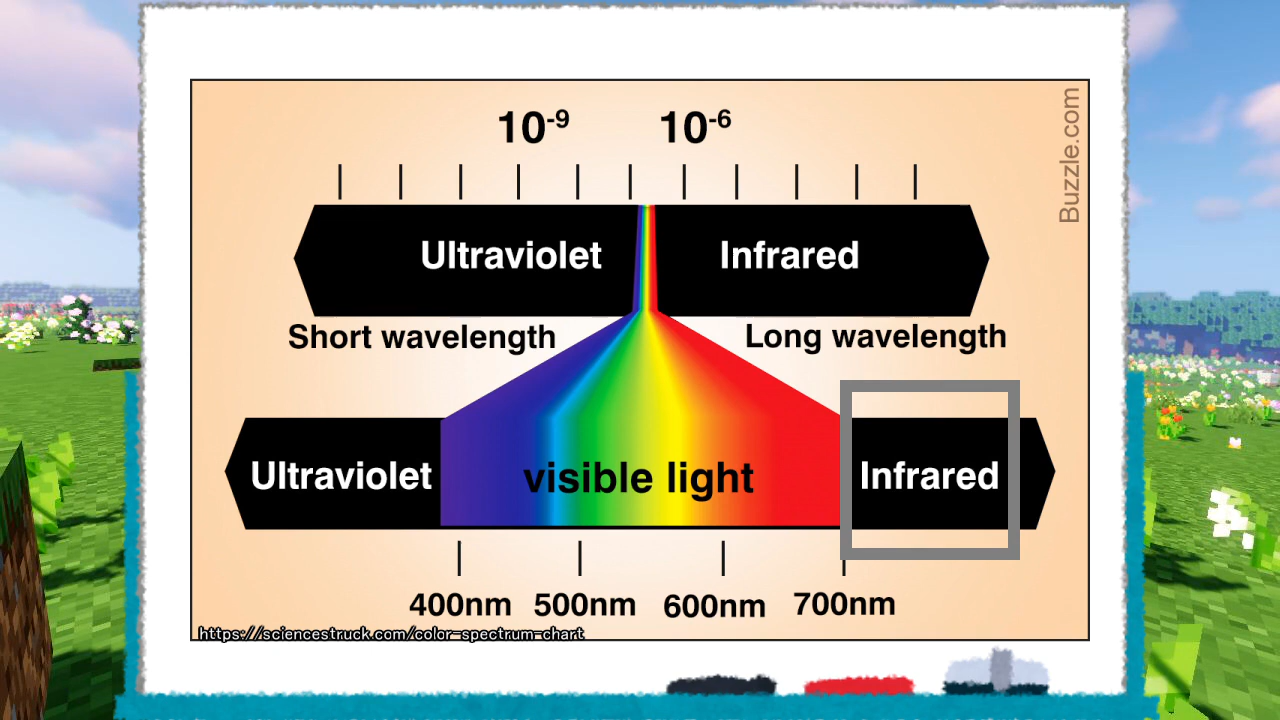 10-9 10-6
Buzzle.com
Ultraviolet Infrared
Short wavelength Long wavelength
Ultraviolet visible light Infrared
400nm 500nm 600nm 700nm
https://sciencestruck.com/color-spectrum-chart